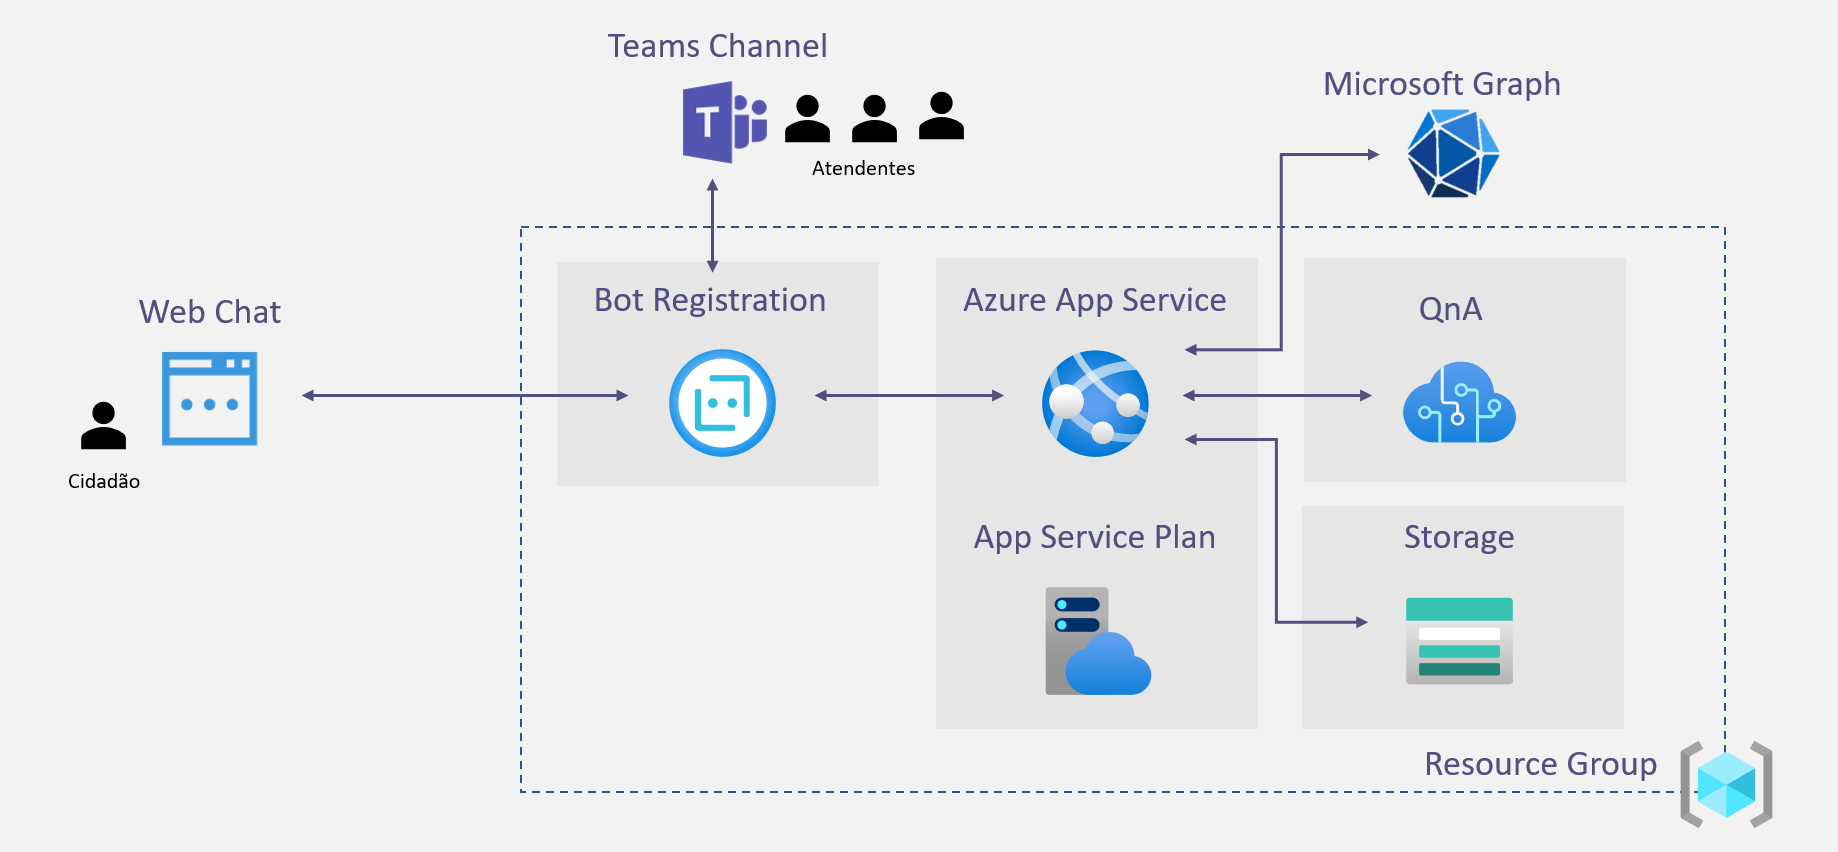 Teams Channel
T
Atendentes
Microsoft Graph
Web Chat
Cidadão
Bot Registration
Azure App Service
QnA
App Service Plan
Storage
Resource Group